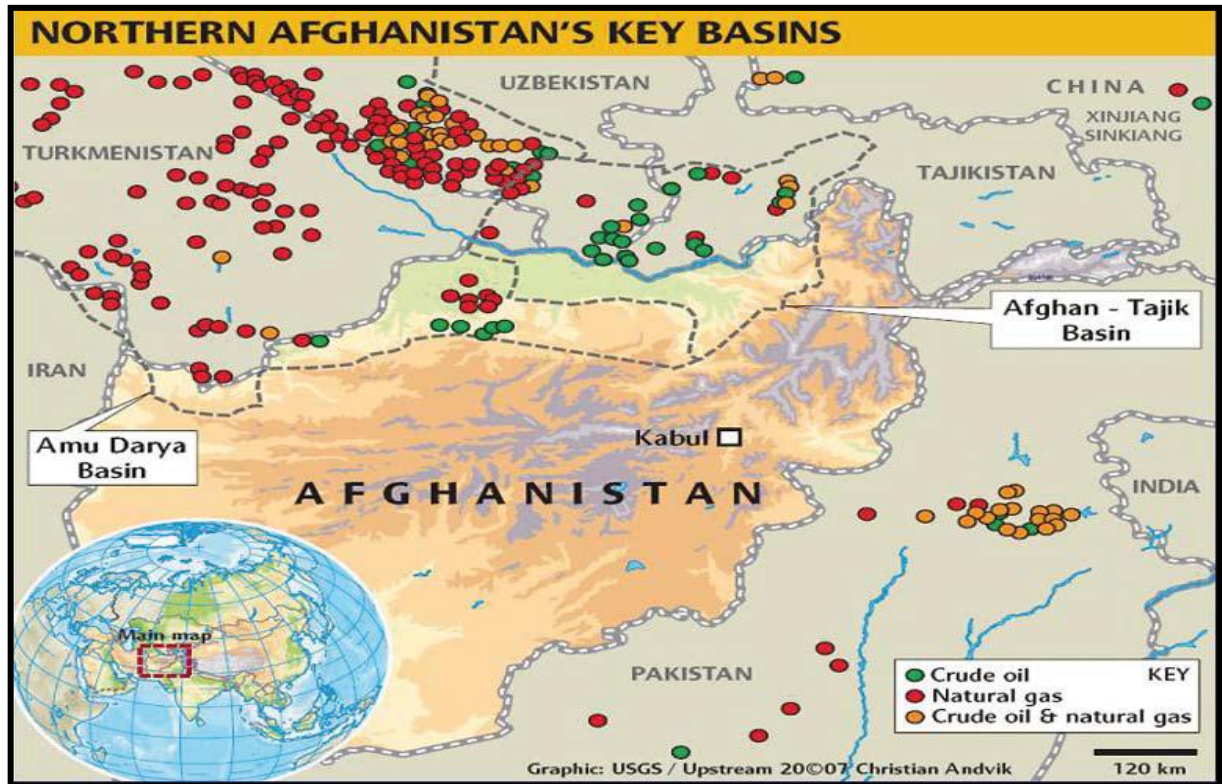 NORTHERN AFGHANISTAN'S KEY BASINS
UZBEKISTAN
CHINA
XINJIANG
SINKIANG
TURKMENISTAN
TAJIKISTAN
Afghan - Tajik
Basin
IRAN
Amu Darya
Basin
Kabul
AFGHANISTAN
INDIA
Main map
PAKISTAN
KEY
Crude oil
Natural gas
Crude oil & natural gas
Graphic: USGS / Upstream 20©07 Christian Andvik
120 km